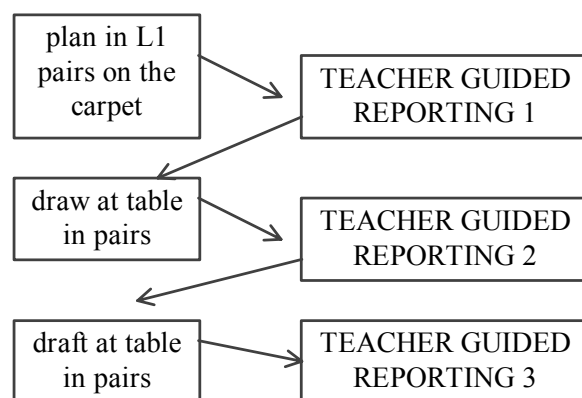 plan in L1
pairs on the
carpet
TEACHER GUIDED
REPORTING 1
draw at table
in pairs
TEACHER GUIDED
REPORTING 2
draft at table
in pairs
TEACHER GUIDED
REPORTING 3